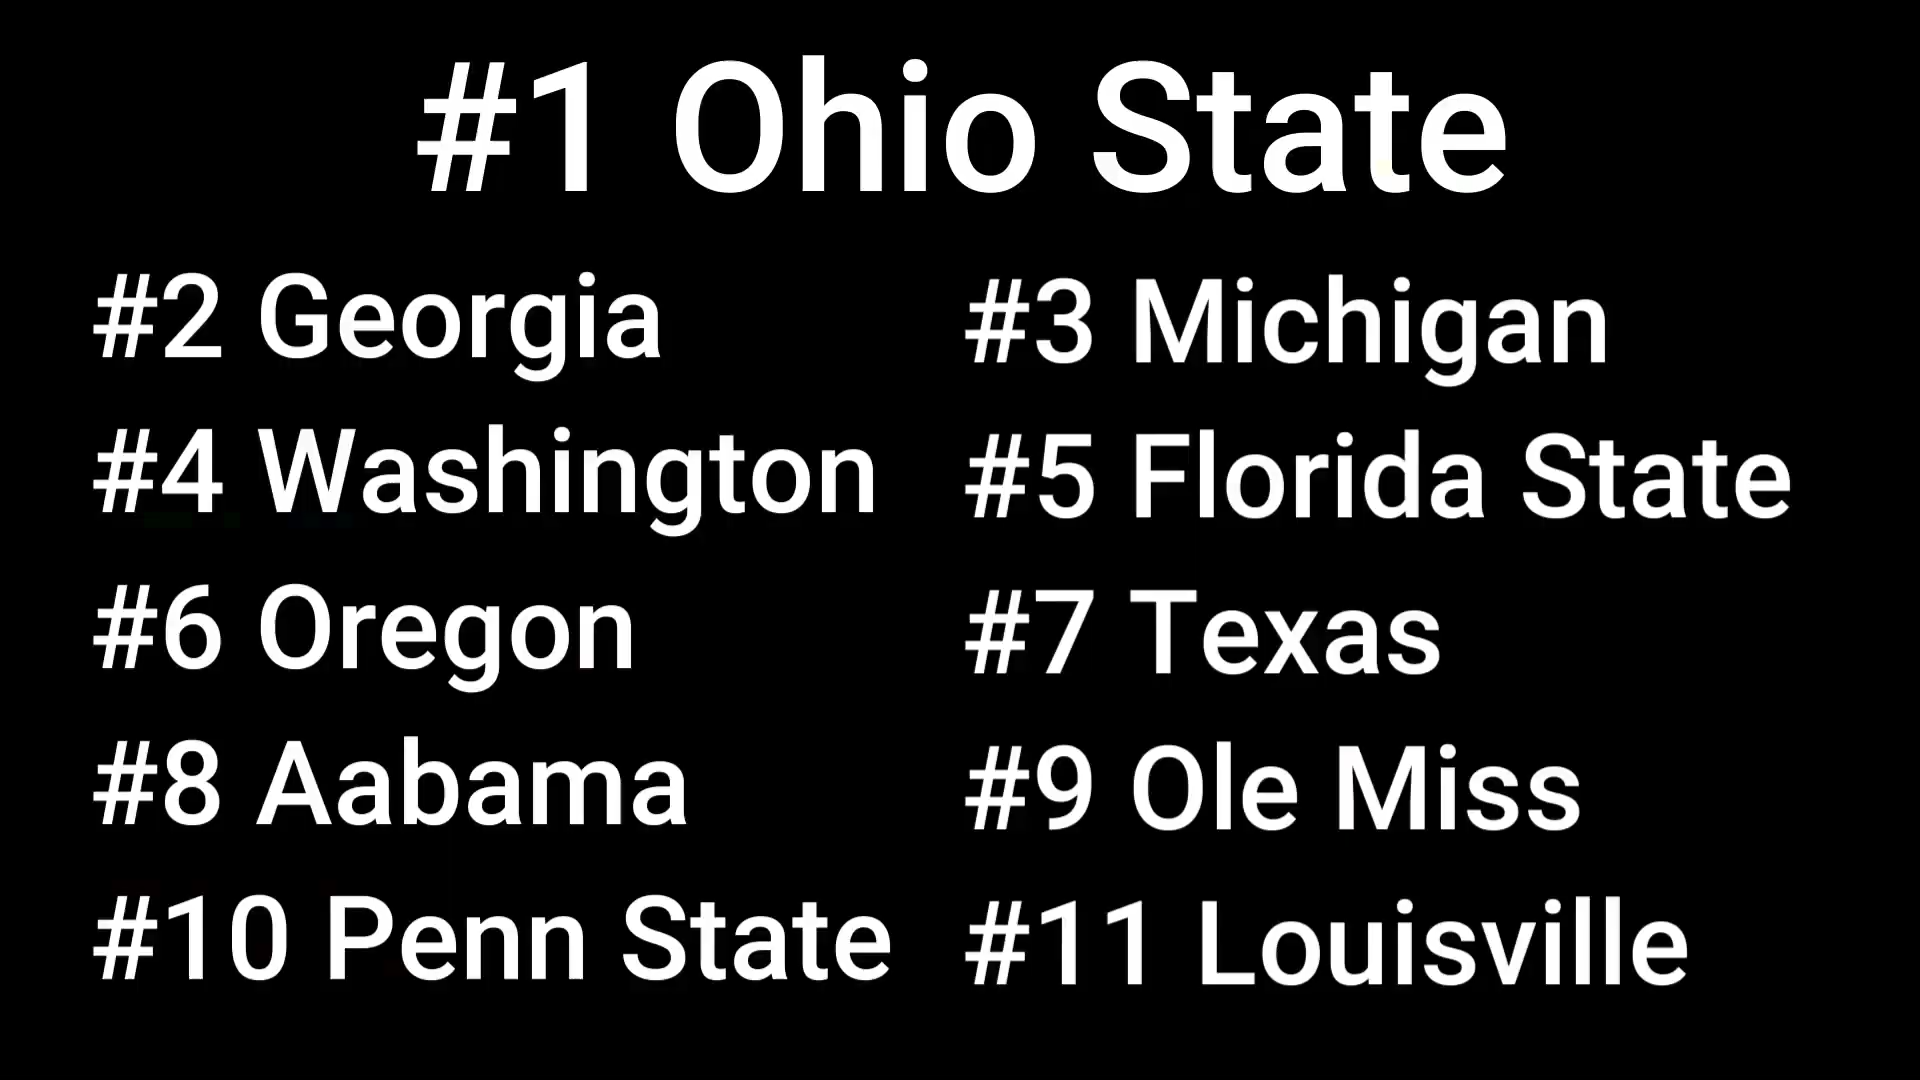 #1 Ohio State
#2 Georgia
#3 Michigan
#4 Washington
#5 Florida State
#6 Oregon
#7 Texas
#8 Aabama
#9 Ole Miss
#10 Penn State
#11 Louisville